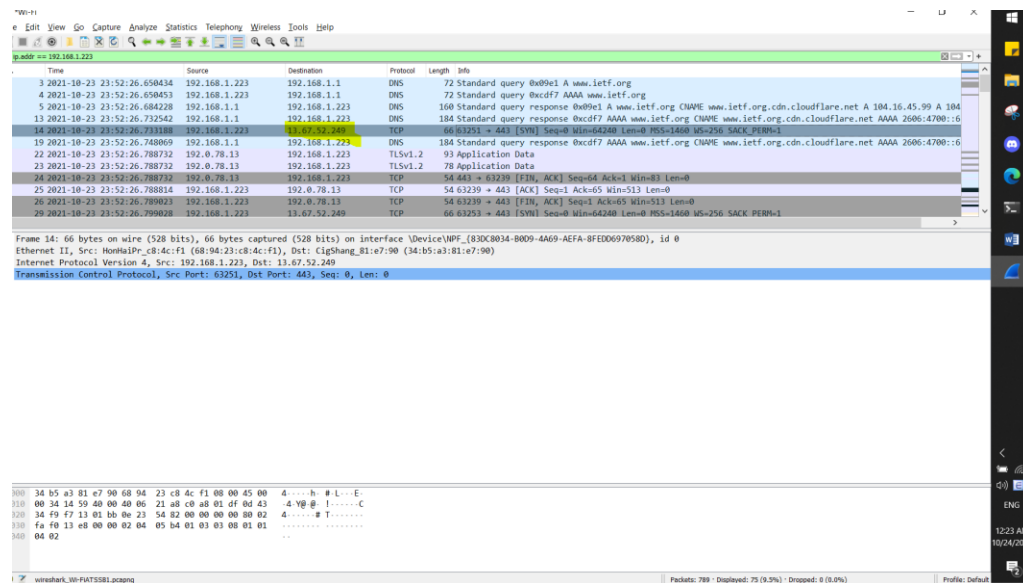 *Wi-Fi
e Edit View Go Capture Analyze Statistics Telephony Wireless Tools Help
ip.addr == 192.168.1.223
Time Source Destination Protocol Length Info
3 2021-10-23 23:52:26.650434 192.168.1.223 192.168.1.1 DNS 72 Standard query 0x09e1 A www.ietf.org
4 2021-10-23 23:52:26.650453 192.168.1.223 192.168.1.1 DNS 72 Standard query 0xcdf7 AAAA www.ietf.org
5 2021-10-23 23:52:26.684228 192.168.1.1 192.168.1.223 DNS 160 Standard query response 0x09e1 A www.ietf.org CNAME www.ietf.org.cdn.cloudflare.net A 104.16.45.99 A 104
13 2021-10-23 23:52:26.732542 192.168.1.1 192.168.1.223 DNS 184 Standard query response 0xcdf7 AAAA www.ietf.org CNAME www.ietf.org.cdn.cloudflare.net AAAA 2606:4700::6
14 2021-10-23 23:52:26.733188 192.168.1.223 13.67.52.249 TCP 66 63251 → 443 [SYN] Seq=0 Win=64240 Len=0 MSS=1460 WS=256 SACK_PERM=1
19 2021-10-23 23:52:26.748069 192.168.1.1 192.168.1.223 DNS 184 Standard query response 0xcdf7 AAAA www.ietf.org CNAME www.ietf.org.cdn.cloudflare.net AAAA 2606:4700::6
22 2021-10-23 23:52:26.788732 192.0.78.13 192.168.1.223 TLSv1.2 93 Application Data
23 2021-10-23 23:52:26.788732 192.0.78.13 192.168.1.223 TLSv1.2 78 Application Data
24 2021-10-23 23:52:26.788732 192.0.78.13 192.168.1.223 TCP 54 443 → 63239 [FIN, ACK] Seq=64 Ack=1 Win=83 Len=0
25 2021-10-23 23:52:26.788814 192.168.1.223 192.0.78.13 TCP 54 63239 → 443 [ACK] Seq=1 Ack=65 Win=513 Len=0
26 2021-10-23 23:52:26.789023 192.168.1.223 192.0.78.13 TCP 54 63239 → 443 [FIN, ACK] Seq=1 Ack=65 Win=513 Len=0
29 2021-10-23 23:52:26.799028 192.168.1.223 13.67.52.249 TCP 66 63253 → 443 [SYN] Seq=0 Win=64240 Len=0 MSS=1460 WS=256 SACK_PERM=1
Frame 14: 66 bytes on wire (528 bits), 66 bytes captured (528 bits) on interface \Device\NPF_{83DC8034-B0D9-4A69-AEFA-8FEDD697058D}, id 0
Ethernet II, Src: HonHaiPr_c8:4c:f1 (68:94:23:c8:4c:f1), Dst: CigShang_81:e7:90 (34:b5:a3:81:e7:90)
Internet Protocol Version 4, Src: 192.168.1.223, Dst: 13.67.52.249
Transmission Control Protocol, Src Port: 63251, Dst Port: 443, Seq: 0, Len: 0
34 b5 a3 81 e7 90 68 94 23 c8 4c f1 08 00 45 00 4·····h· #·L···E·
00 34 14 59 40 00 40 06 21 a8 c0 a8 01 df 0d 43 ·4·Y@·@· !······C
34 f9 f7 13 01 bb 0e 23 54 82 00 00 00 00 80 02 4······# T·······
fa f0 13 e8 00 00 02 04 05 b4 01 03 03 08 01 01 ········ ········
04 02 ··
ENG
12:23 A
10/24/20
wireshark_Wi-FiATSSB1.pcapng Packets: 789 · Displayed: 75 (9.5%) · Dropped: 0 (0.0%) Profile: Default